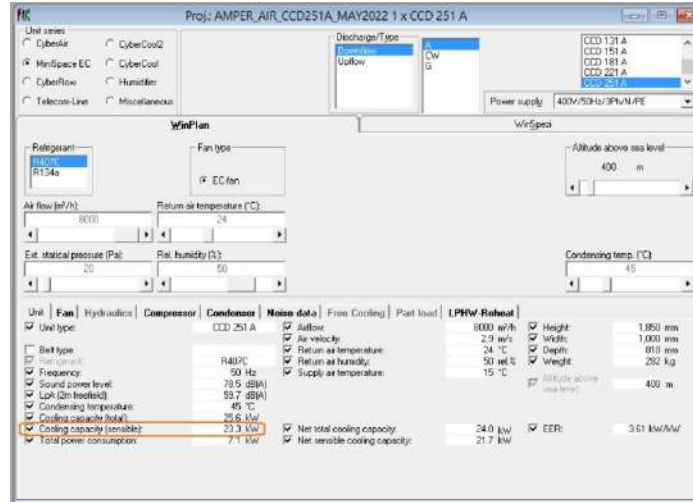 Proj.: AMPER_AIR_CCD251A_MAY2022 1 x CCD 251 A
Unit series
CyberAir
CyberCool2
MiniSpace EC
CyberCool
CyberRow
Humidifier
Telecom-Line
Miscellaneous
Discharge/Type
Downflow
Upflow
A
CW
G
CCD 131 A
CCD 151 A
CCD 181 A
CCD 221 A
CCD 251 A
Power supply: 400V/50Hz/3Ph/N/PE
WinPlan
WinSpezi
Refrigerant
R407C
R134a
Fan type
EC-fan
Altitude above sea level
400 m
Air flow (m³/h):
8000
Return air temperature (°C):
24
Ext. statical pressure (Pa):
20
Rel. humidity (%):
50
Condensing temp. (°C):
45
Unit Fan Hydraulics Compressor Condenser Noise data Free Cooling Part load LPHW-Reheat
Unit type: CCD 251 A
Belt type
Refrigerant: R407C
Frequency: 50 Hz
Sound power level: 78.5 dB(A)
LpA (2m freefield): 59.7 dB(A)
Condensing temperature: 45 °C
Cooling capacity (total): 25.6 kW
Cooling capacity (sensible): 23.3 kW
Total power consumption: 7.1 kW
Airflow: 8000 m³/h
Air velocity: 2.9 m/s
Return air temperature: 24 °C
Return air humidity: 50 rel.%
Supply air temperature: 15 °C
Net total cooling capacity: 24.0 kW
Net sensible cooling capacity: 21.7 kW
Height: 1,850 mm
Width: 1,000 mm
Depth: 810 mm
Weight: 282 kg
Altitude above
sea level: 400 m
EER: 3.61 kW/kW